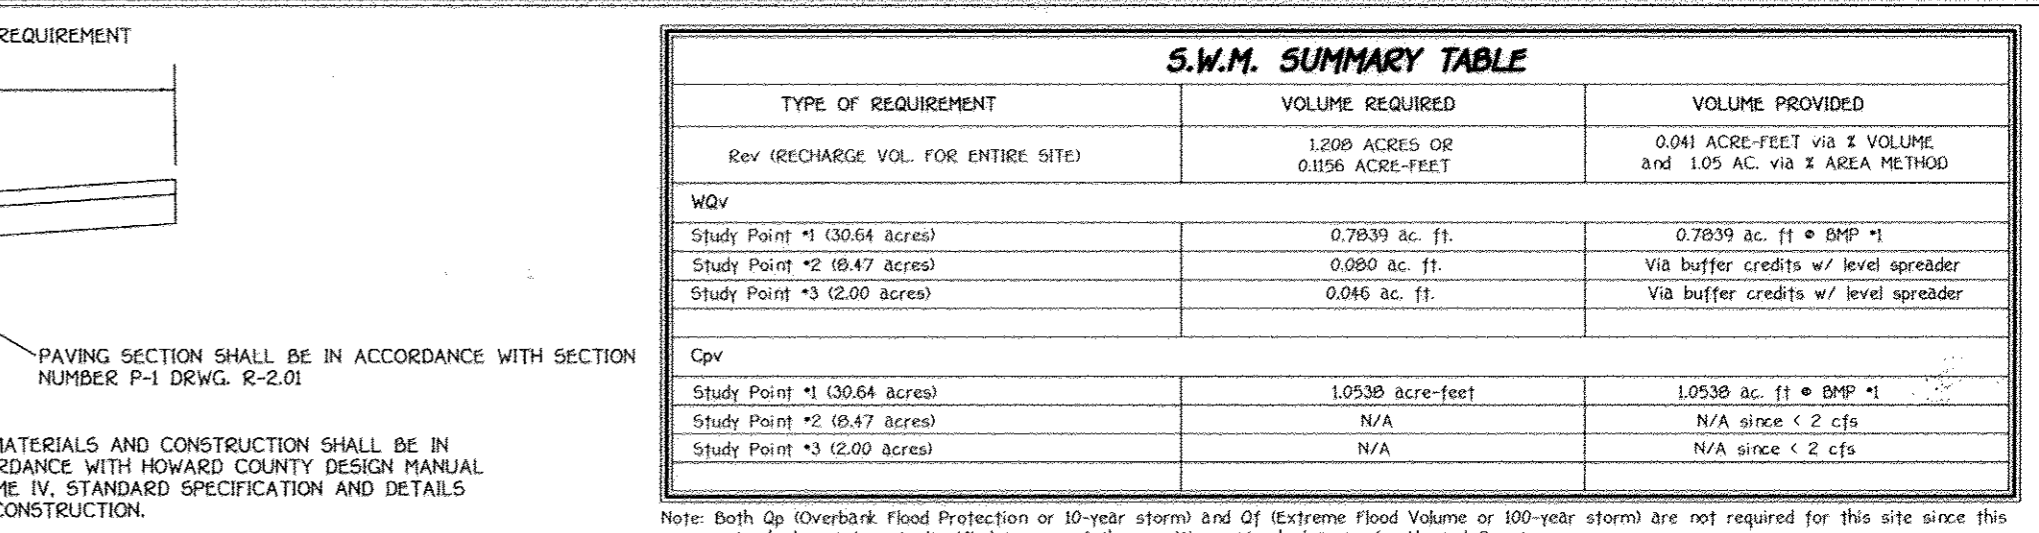 REQUIREMENT
PAVING SECTION SHALL BE IN ACCORDANCE WITH SECTION
NUMBER P-1 DRWG. R-2.01
MATERIALS AND CONSTRUCTION SHALL BE IN
RDANCE WITH HOWARD COUNTY DESIGN MANUAL
ME IV, STANDARD SPECIFICATION AND DETAILS
CONSTRUCTION.
S.W.M. SUMMARY TABLE
TYPE OF REQUIREMENT VOLUME REQUIRED VOLUME PROVIDED
Rev (RECHARGE VOL. FOR ENTIRE SITE) 1.208 ACRES OR 0.041 ACRE-FEET via % VOLUME
0.1156 ACRE-FEET and 1.05 AC. via % AREA METHOD
WQv
Study Point #1 (30.64 acres) 0.7839 ac. ft. 0.7839 ac. ft @ BMP #1
Study Point #2 (8.47 acres) 0.080 ac. ft. Via buffer credits w/ level spreader
Study Point #3 (2.00 acres) 0.046 ac. ft. Via buffer credits w/ level spreader
Cpv
Study Point #1 (30.64 acres) 1.0538 acre-feet 1.0538 ac. ft @ BMP #1
Study Point #2 (8.47 acres) N/A N/A since < 2 cfs
Study Point #3 (2.00 acres) N/A N/A since < 2 cfs
Note: Both Qp (Overbank Flood Protection or 10-year storm) and Qf (Extreme Flood Volume or 100-year storm) are not required for this site since this